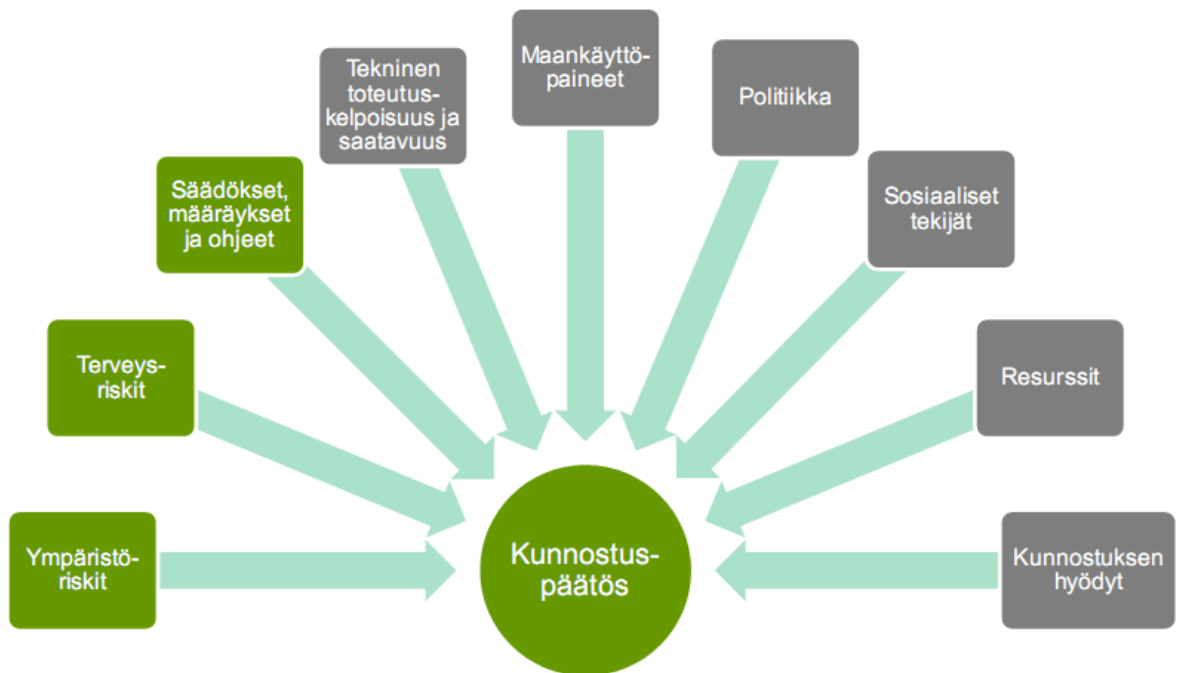 Maankäyttö-
paineet
Tekninen
toteutus-
kelpoisuus ja
saatavuus
Politiikka
Säädökset,
määräykset
ja ohjeet
Sosiaaliset
tekijät
Terveys-
riskit
Resurssit
Ympäristö-
riskit
Kunnostus-
päätös
Kunnostuksen
hyödyt